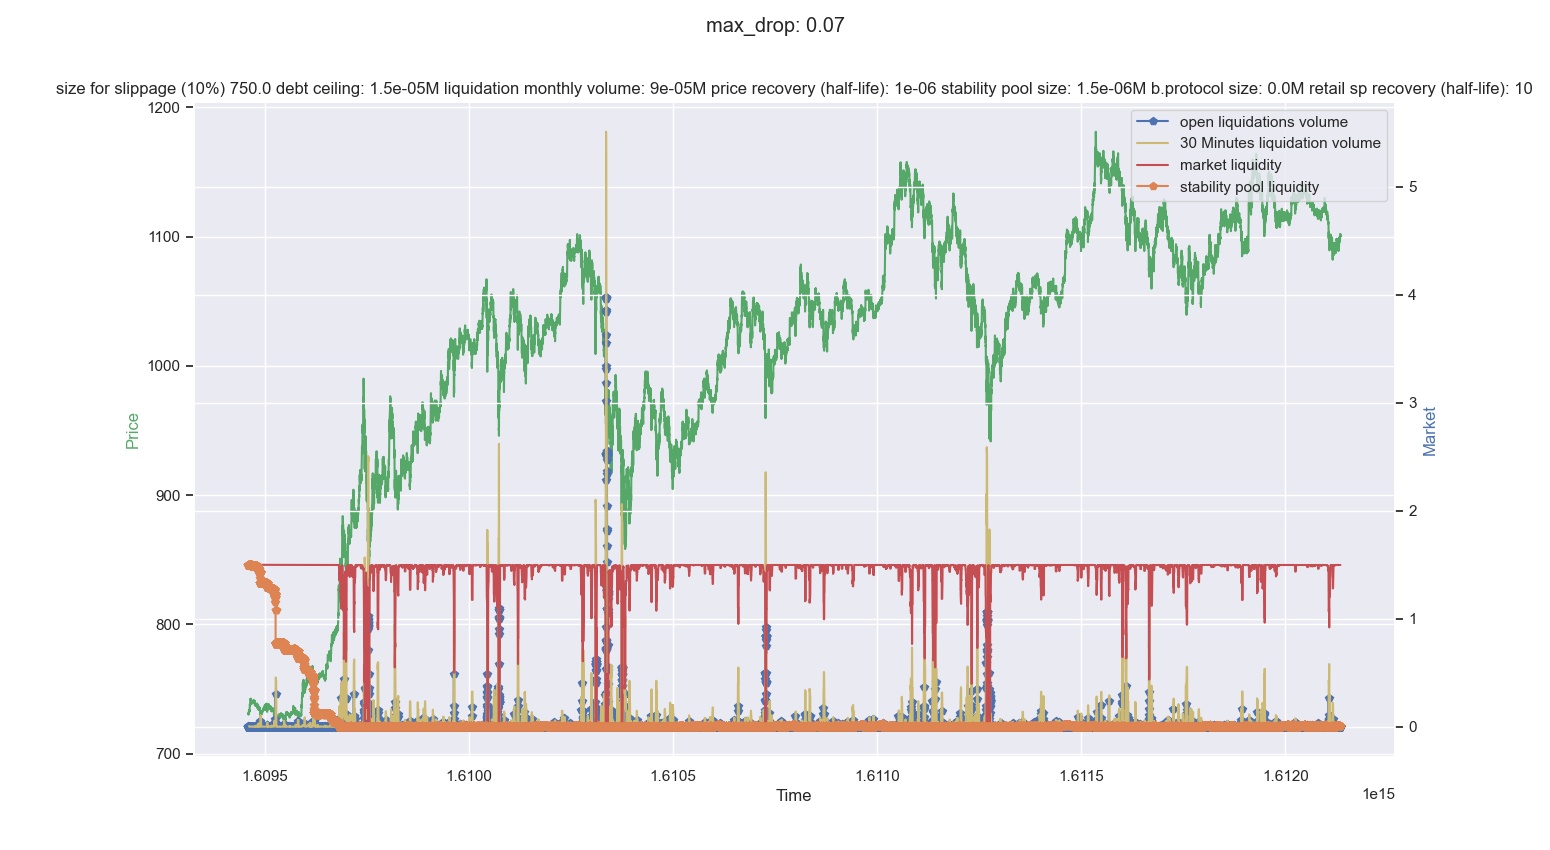 max_drop: 0.07
size for slippage (10%) 750.0 debt ceiling: 1.5e-05M liquidation monthly volume: 9e-05M price recovery (half-life): 1e-06 stability pool size: 1.5e-06M b.protocol size: 0.0M retail sp recovery (half-life): 10
open liquidations volume
30 Minutes liquidation volume
market liquidity
stability pool liquidity
1200
1100
1000
900
800
700
Price
5
4
3
2
1
0
Market
1.6095
1.6100
1.6105
1.6110
1.6115
1.6120
1e15
Time